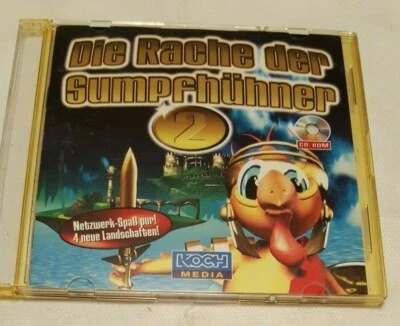 Die Rache der
Sumpfhühner
2
CD-ROM
Netzwerk-Spaß pur!
4 neue Landschaften!
KOCH
MEDIA